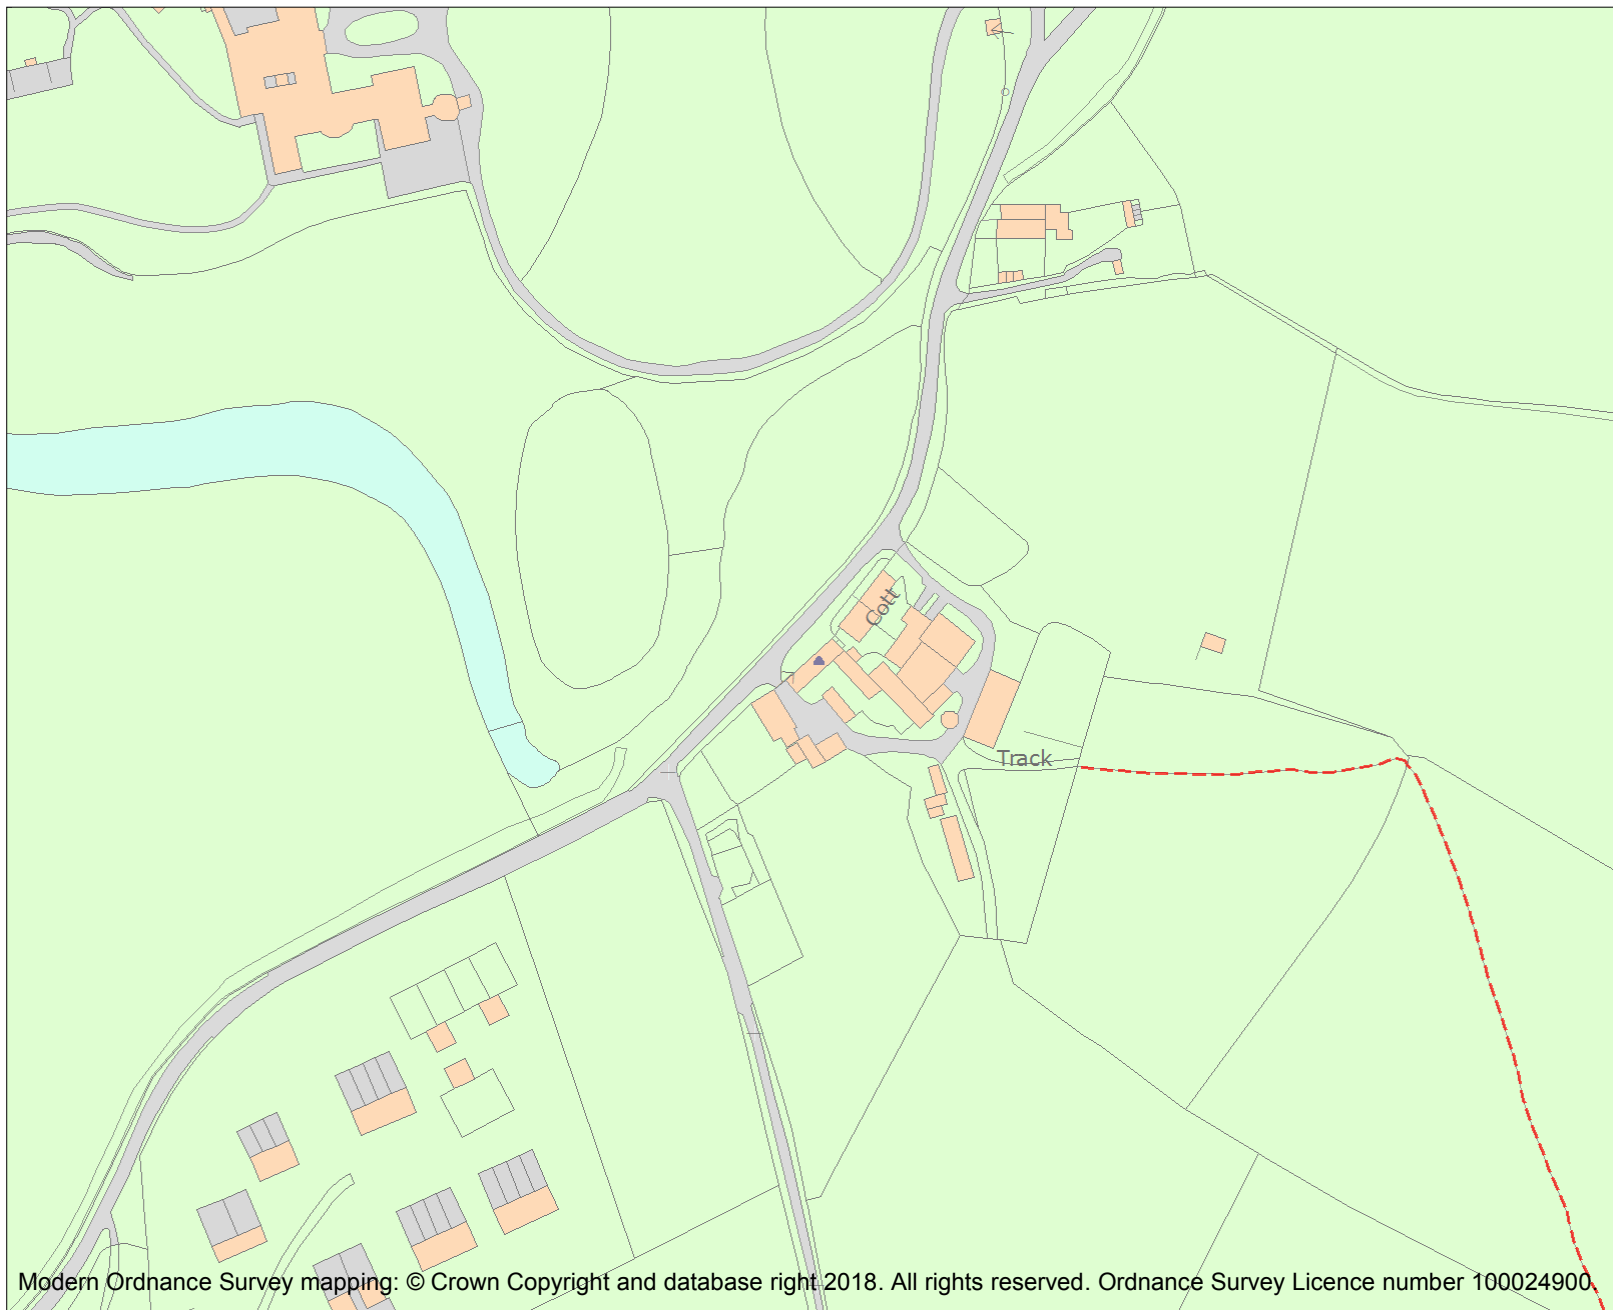 Cott
Track
Modern Ordnance Survey mapping: © Crown Copyright and database right 2018. All rights reserved. Ordnance Survey Licence number 100024900.